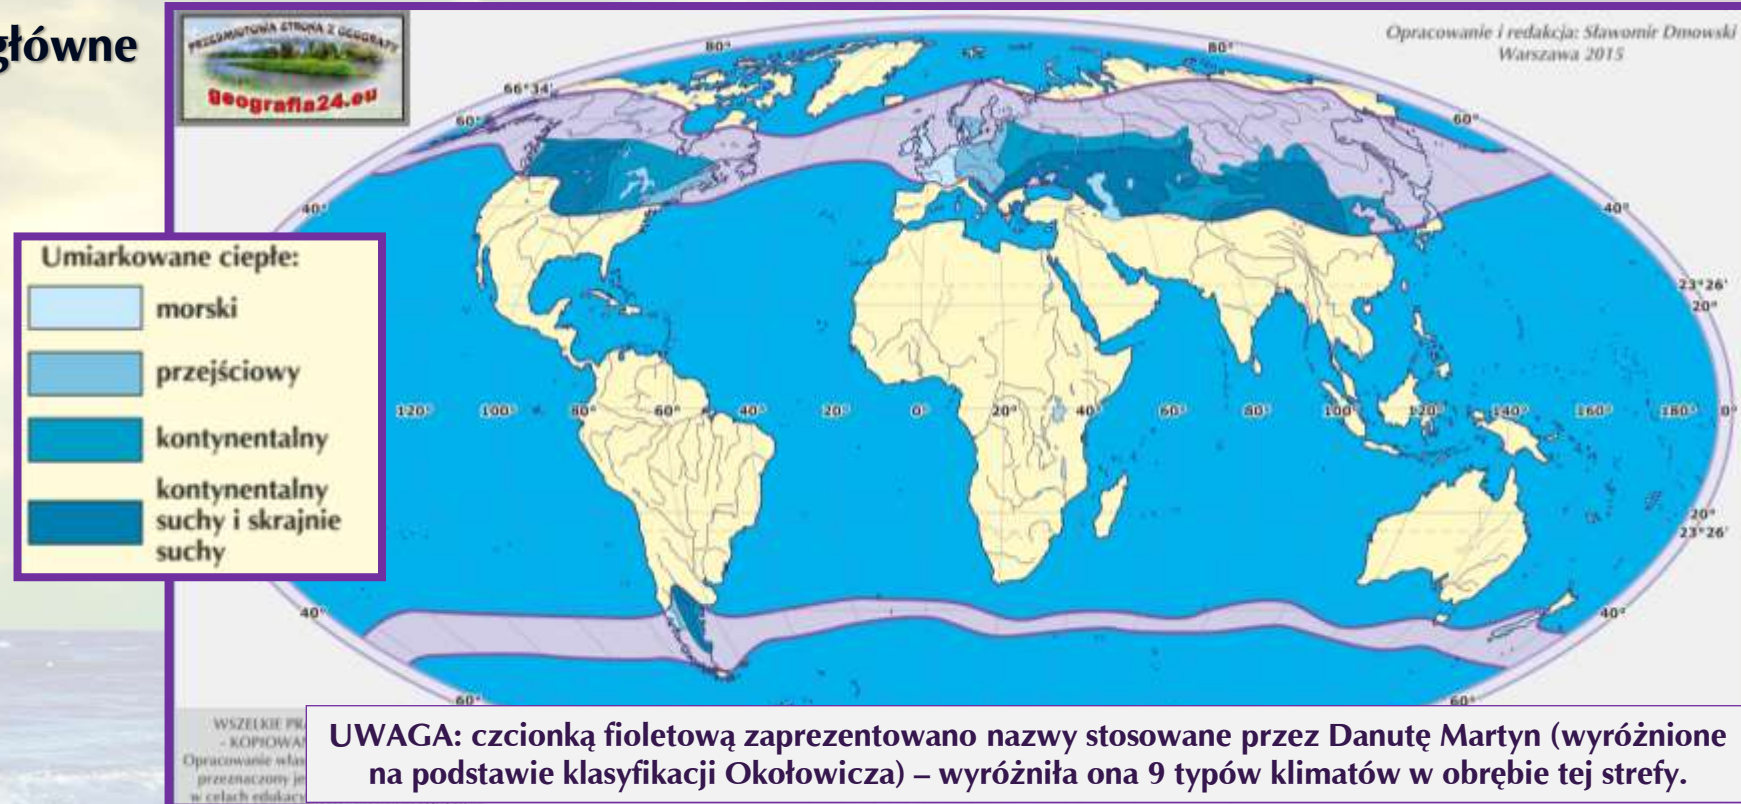 główne
PRZEDMIOTOWA STRONA Z GEOGRAFII
geografia24.eu
Opracowanie i redakcja: Sławomir Dmowski
Warszawa 2015
80° 80°
66°34'
60° 60°
40° 40°
Umiarkowane ciepłe:
morski
przejściowy
kontynentalny
kontynentalny
suchy i skrajnie
suchy
23°26'
20°
120° 100° 80° 60° 40° 20° 0° 20° 40° 60° 80° 100° 120° 140° 160° 180° 0°
20°
23°26'
40° 40°
60° 60°
WSZELKIE
- KOPIOWA
Opracowanie
przeznaczony
w celach
UWAGA: czcionką fioletową zaprezentowano nazwy stosowane przez Danutę Martyn (wyróżnione
na podstawie klasyfikacji Okołowicza) – wyróżniła ona 9 typów klimatów w obrębie tej strefy.